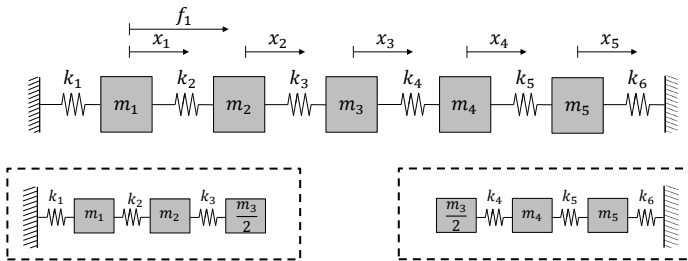 f₁
x₁ x₂ x₃ x₄ x₅
k₁ k₂ k₃ k₄ k₅ k₆
m₁ m₂ m₃ m₄ m₅
k₁ k₂ k₃ k₄ k₅ k₆
m₁ m₂ m₃/2 m₃/2 m₄ m₅